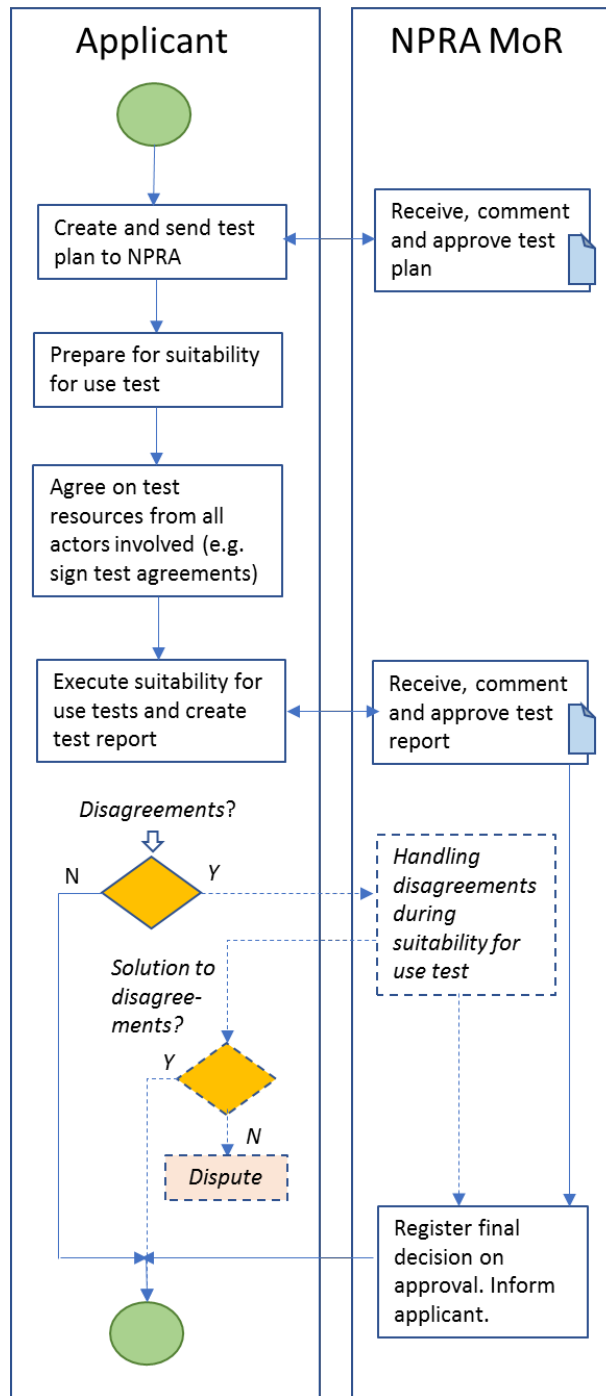 Applicant
NPRA MoR
Create and send test
plan to NPRA
Receive, comment
and approve test
plan
Prepare for suitability
for use test
Agree on test
resources from all
actors involved (e.g.
sign test agreements)
Execute suitability for
use tests and create
test report
Receive, comment
and approve test
report
Disagreements?
N
Y
Handling
disagreements
during
suitability for
use test
Solution to
disagree-
ments?
Y
N
Dispute
Register final
decision on
approval. Inform
applicant.